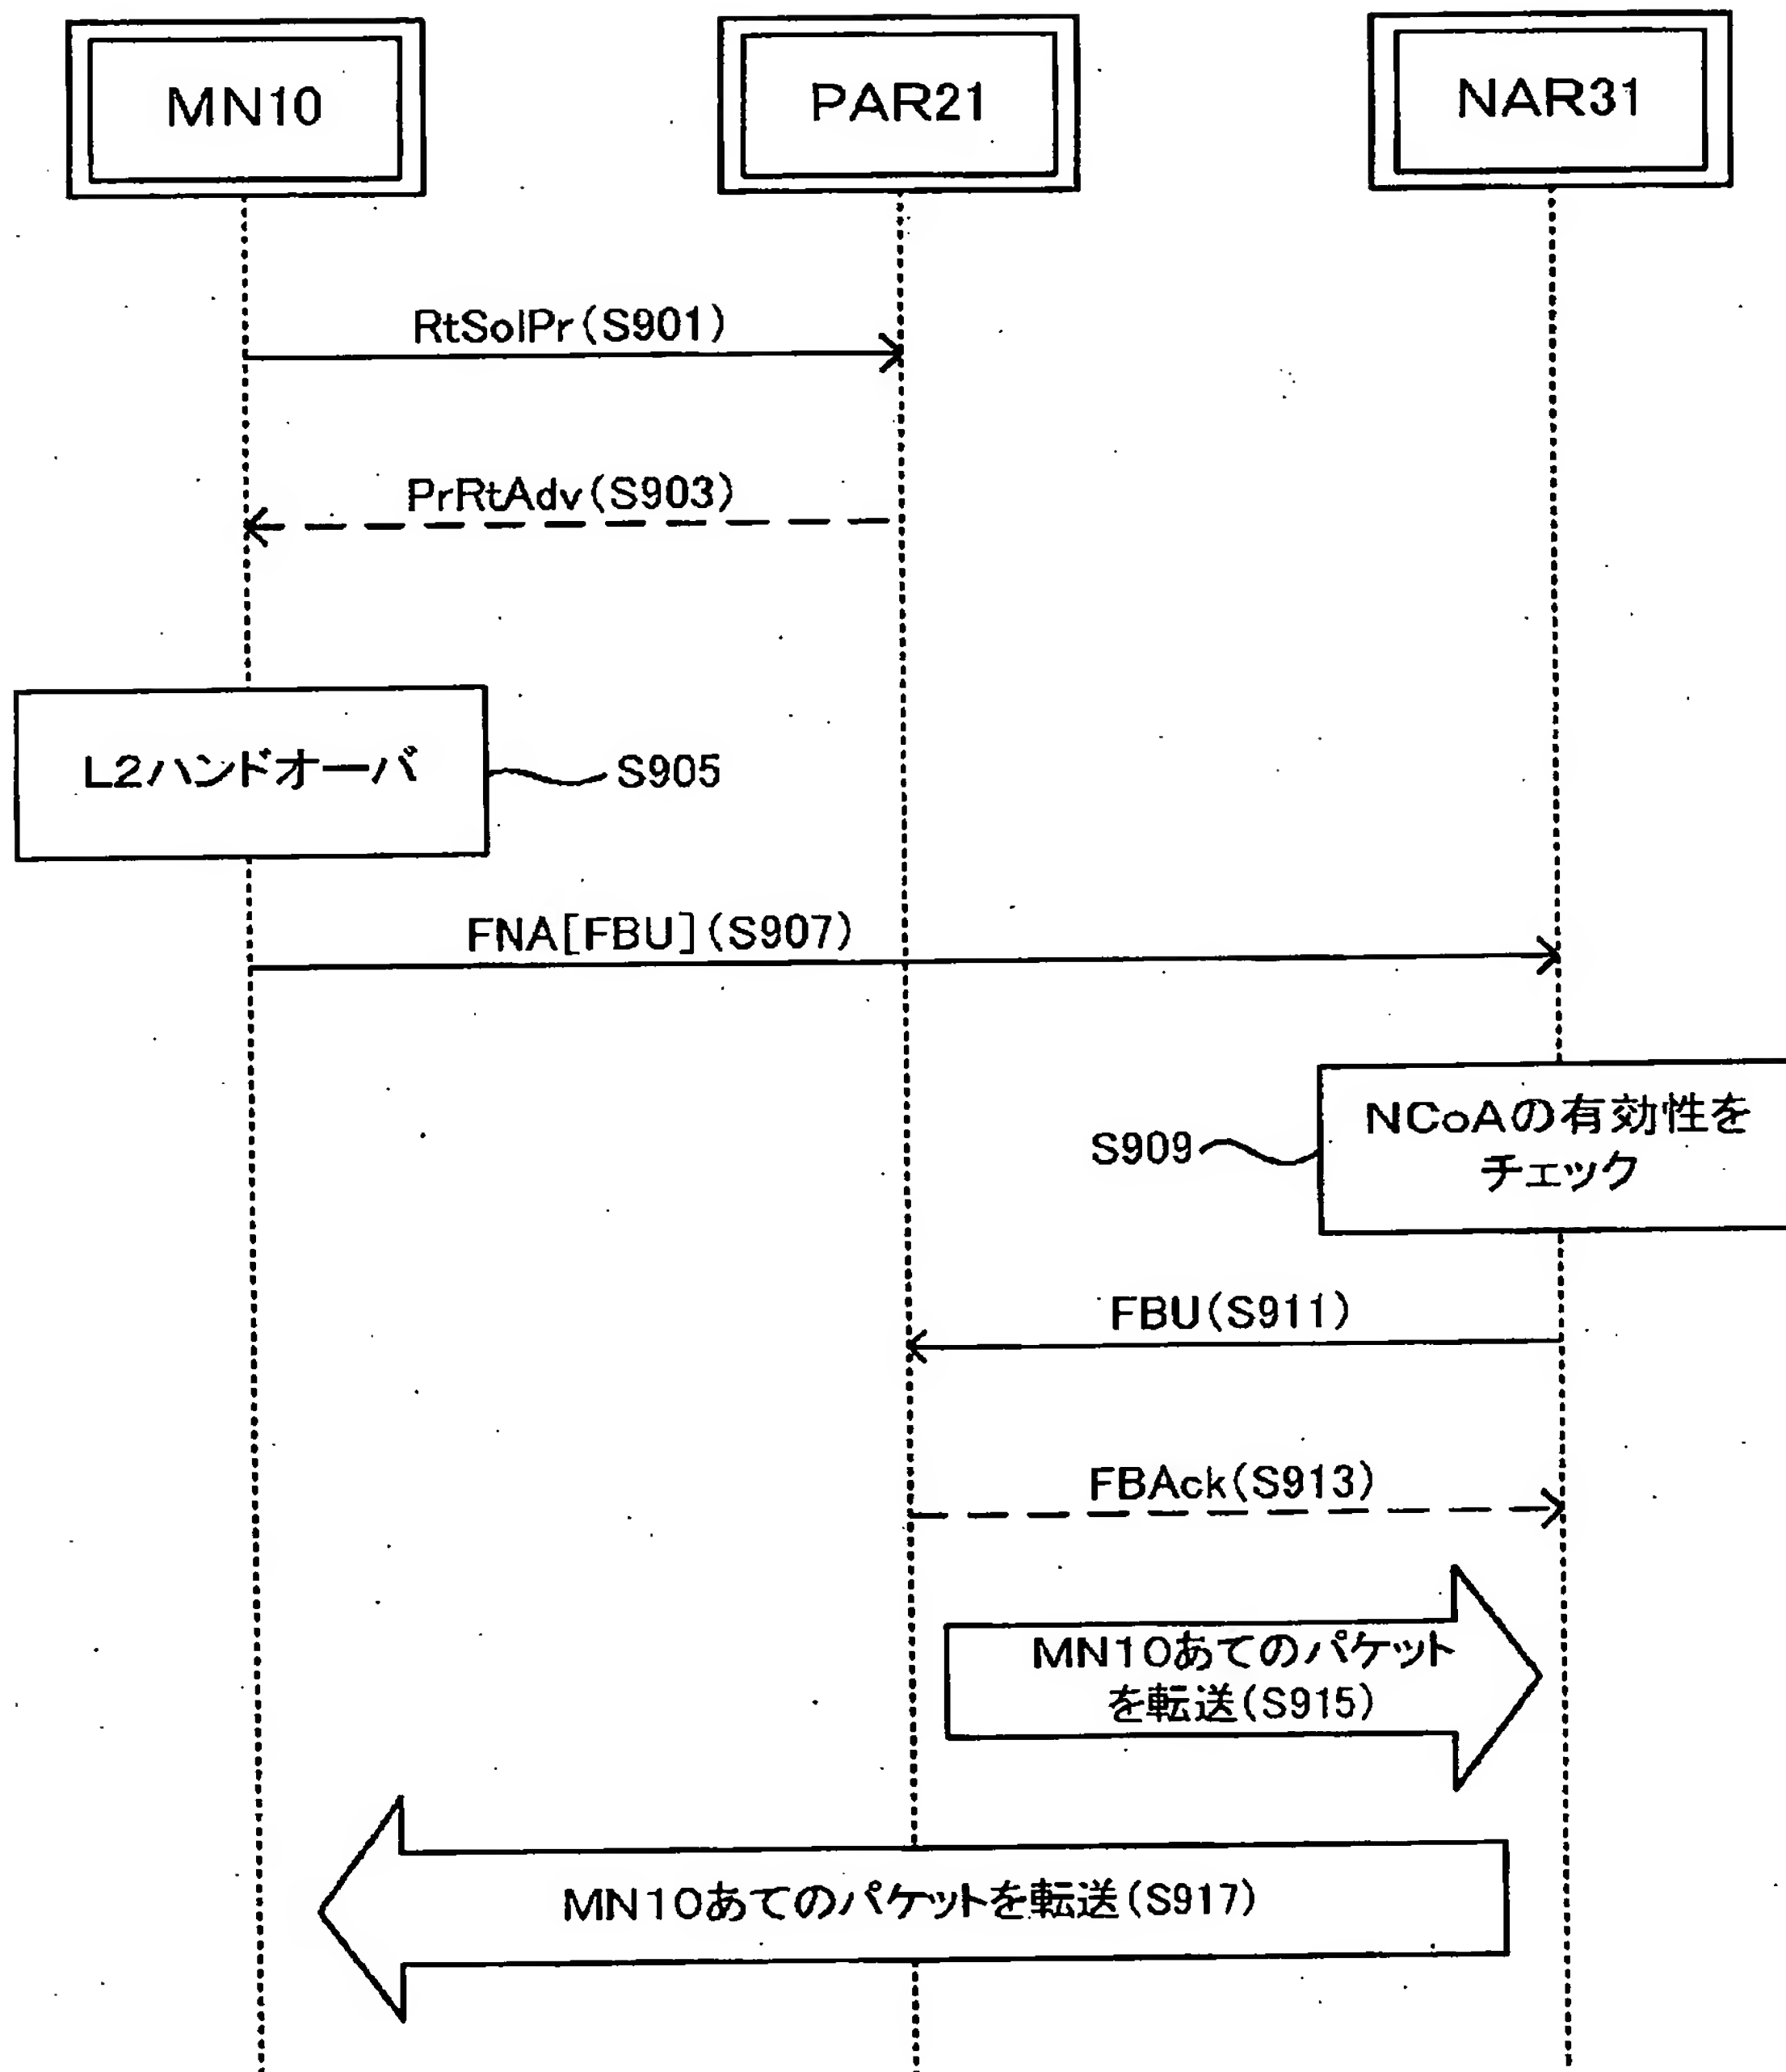 MN10
PAR21
NAR31
RtSolPr(S901)
PrRtAdv(S903)
L2ハンドオーバ
S905
FNA[FBU](S907)
NCoAの有効性を
チェック
S909
FBU(S911)
FBAck(S913)
MN10あてのパケット
を転送(S915)
MN10あてのパケットを転送(S917)